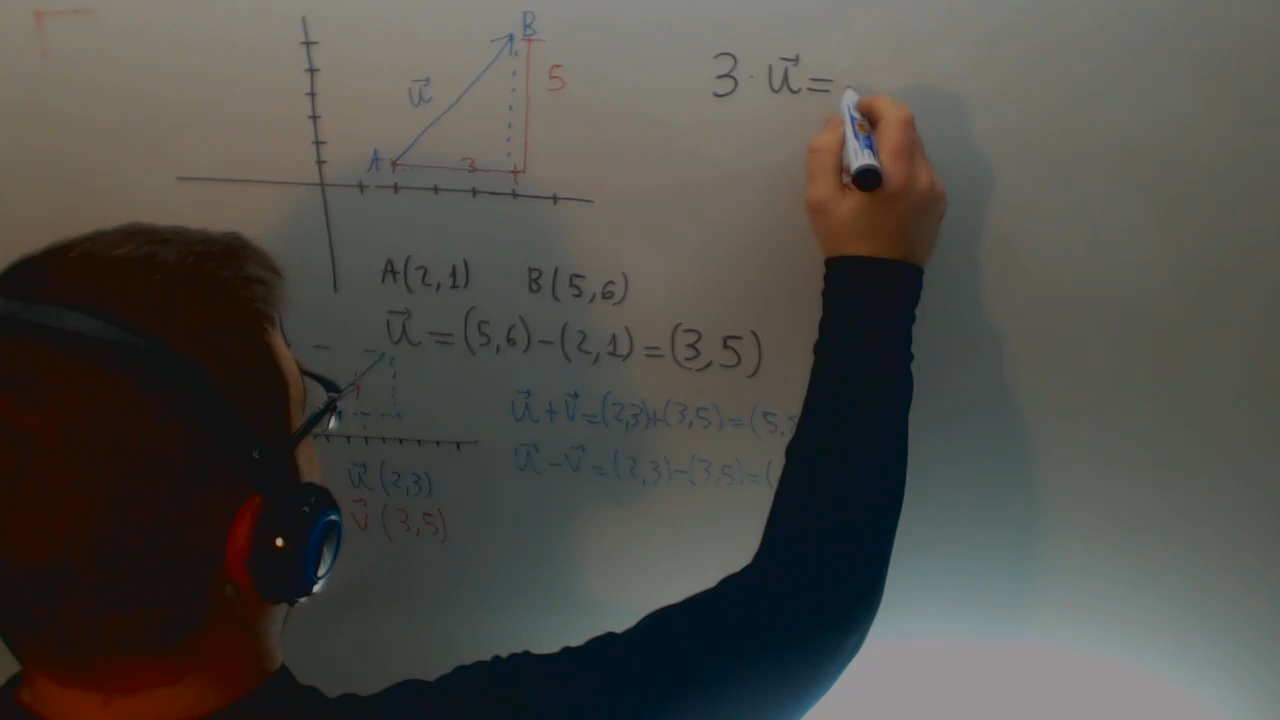 B
u⃗
5
A
3
3 · u⃗ =
A(2,1) B(5,6)
u⃗ = (5,6)-(2,1)=(3,5)
u⃗+v⃗=(2,3)+(3,5)=(5,
u⃗-v⃗=(2,3)-(3,5)=(
u⃗(2,3)
v⃗(3,5)